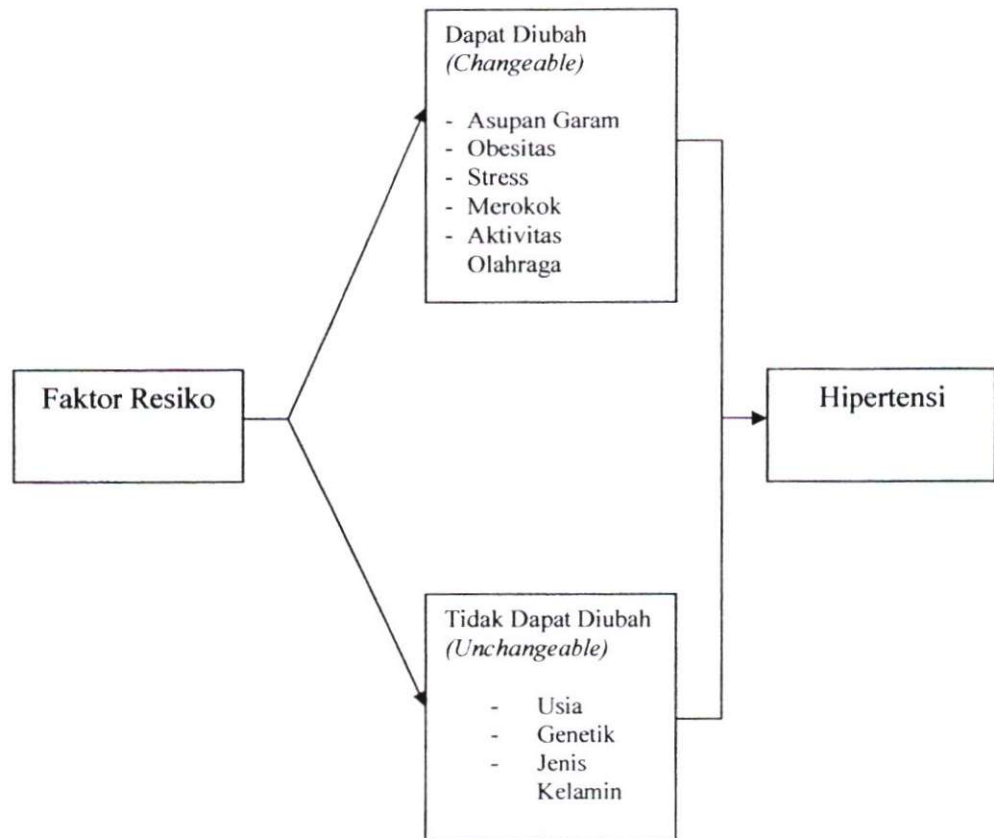 Dapat Diubah
(Changeable)
- Asupan Garam
- Obesitas
- Stress
- Merokok
- Aktivitas
Olahraga
Faktor Resiko
Hipertensi
Tidak Dapat Diubah
(Unchangeable)
- Usia
- Genetik
- Jenis
Kelamin